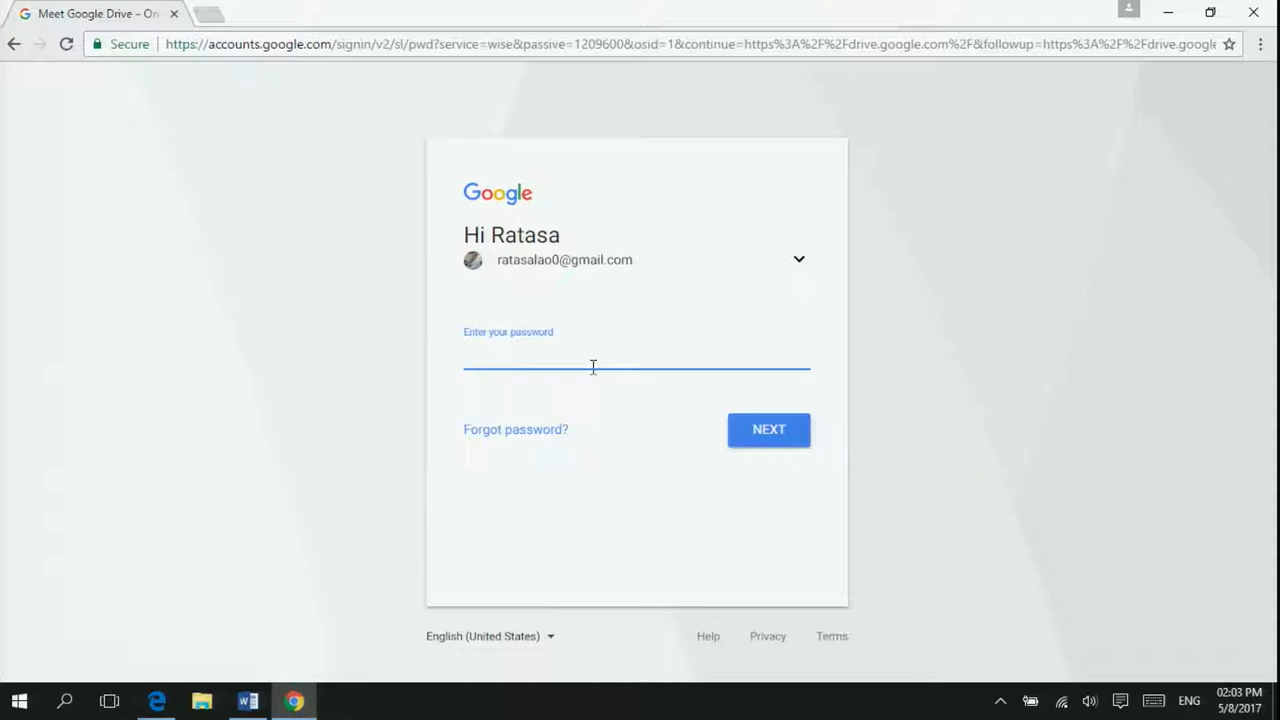 Meet Google Drive – On
Secure
https://accounts.google.com/signin/v2/sl/pwd?service=wise&passive=1209600&osid=1&continue=https%3A%2F%2Fdrive.google.com%2F&followup=https%3A%2F%2Fdrive.google
Google
Hi Ratasa
ratasalao0@gmail.com
Enter your password
Forgot password?
NEXT
English (United States)
Help
Privacy
Terms
W
ENG
02:03 PM
5/8/2017